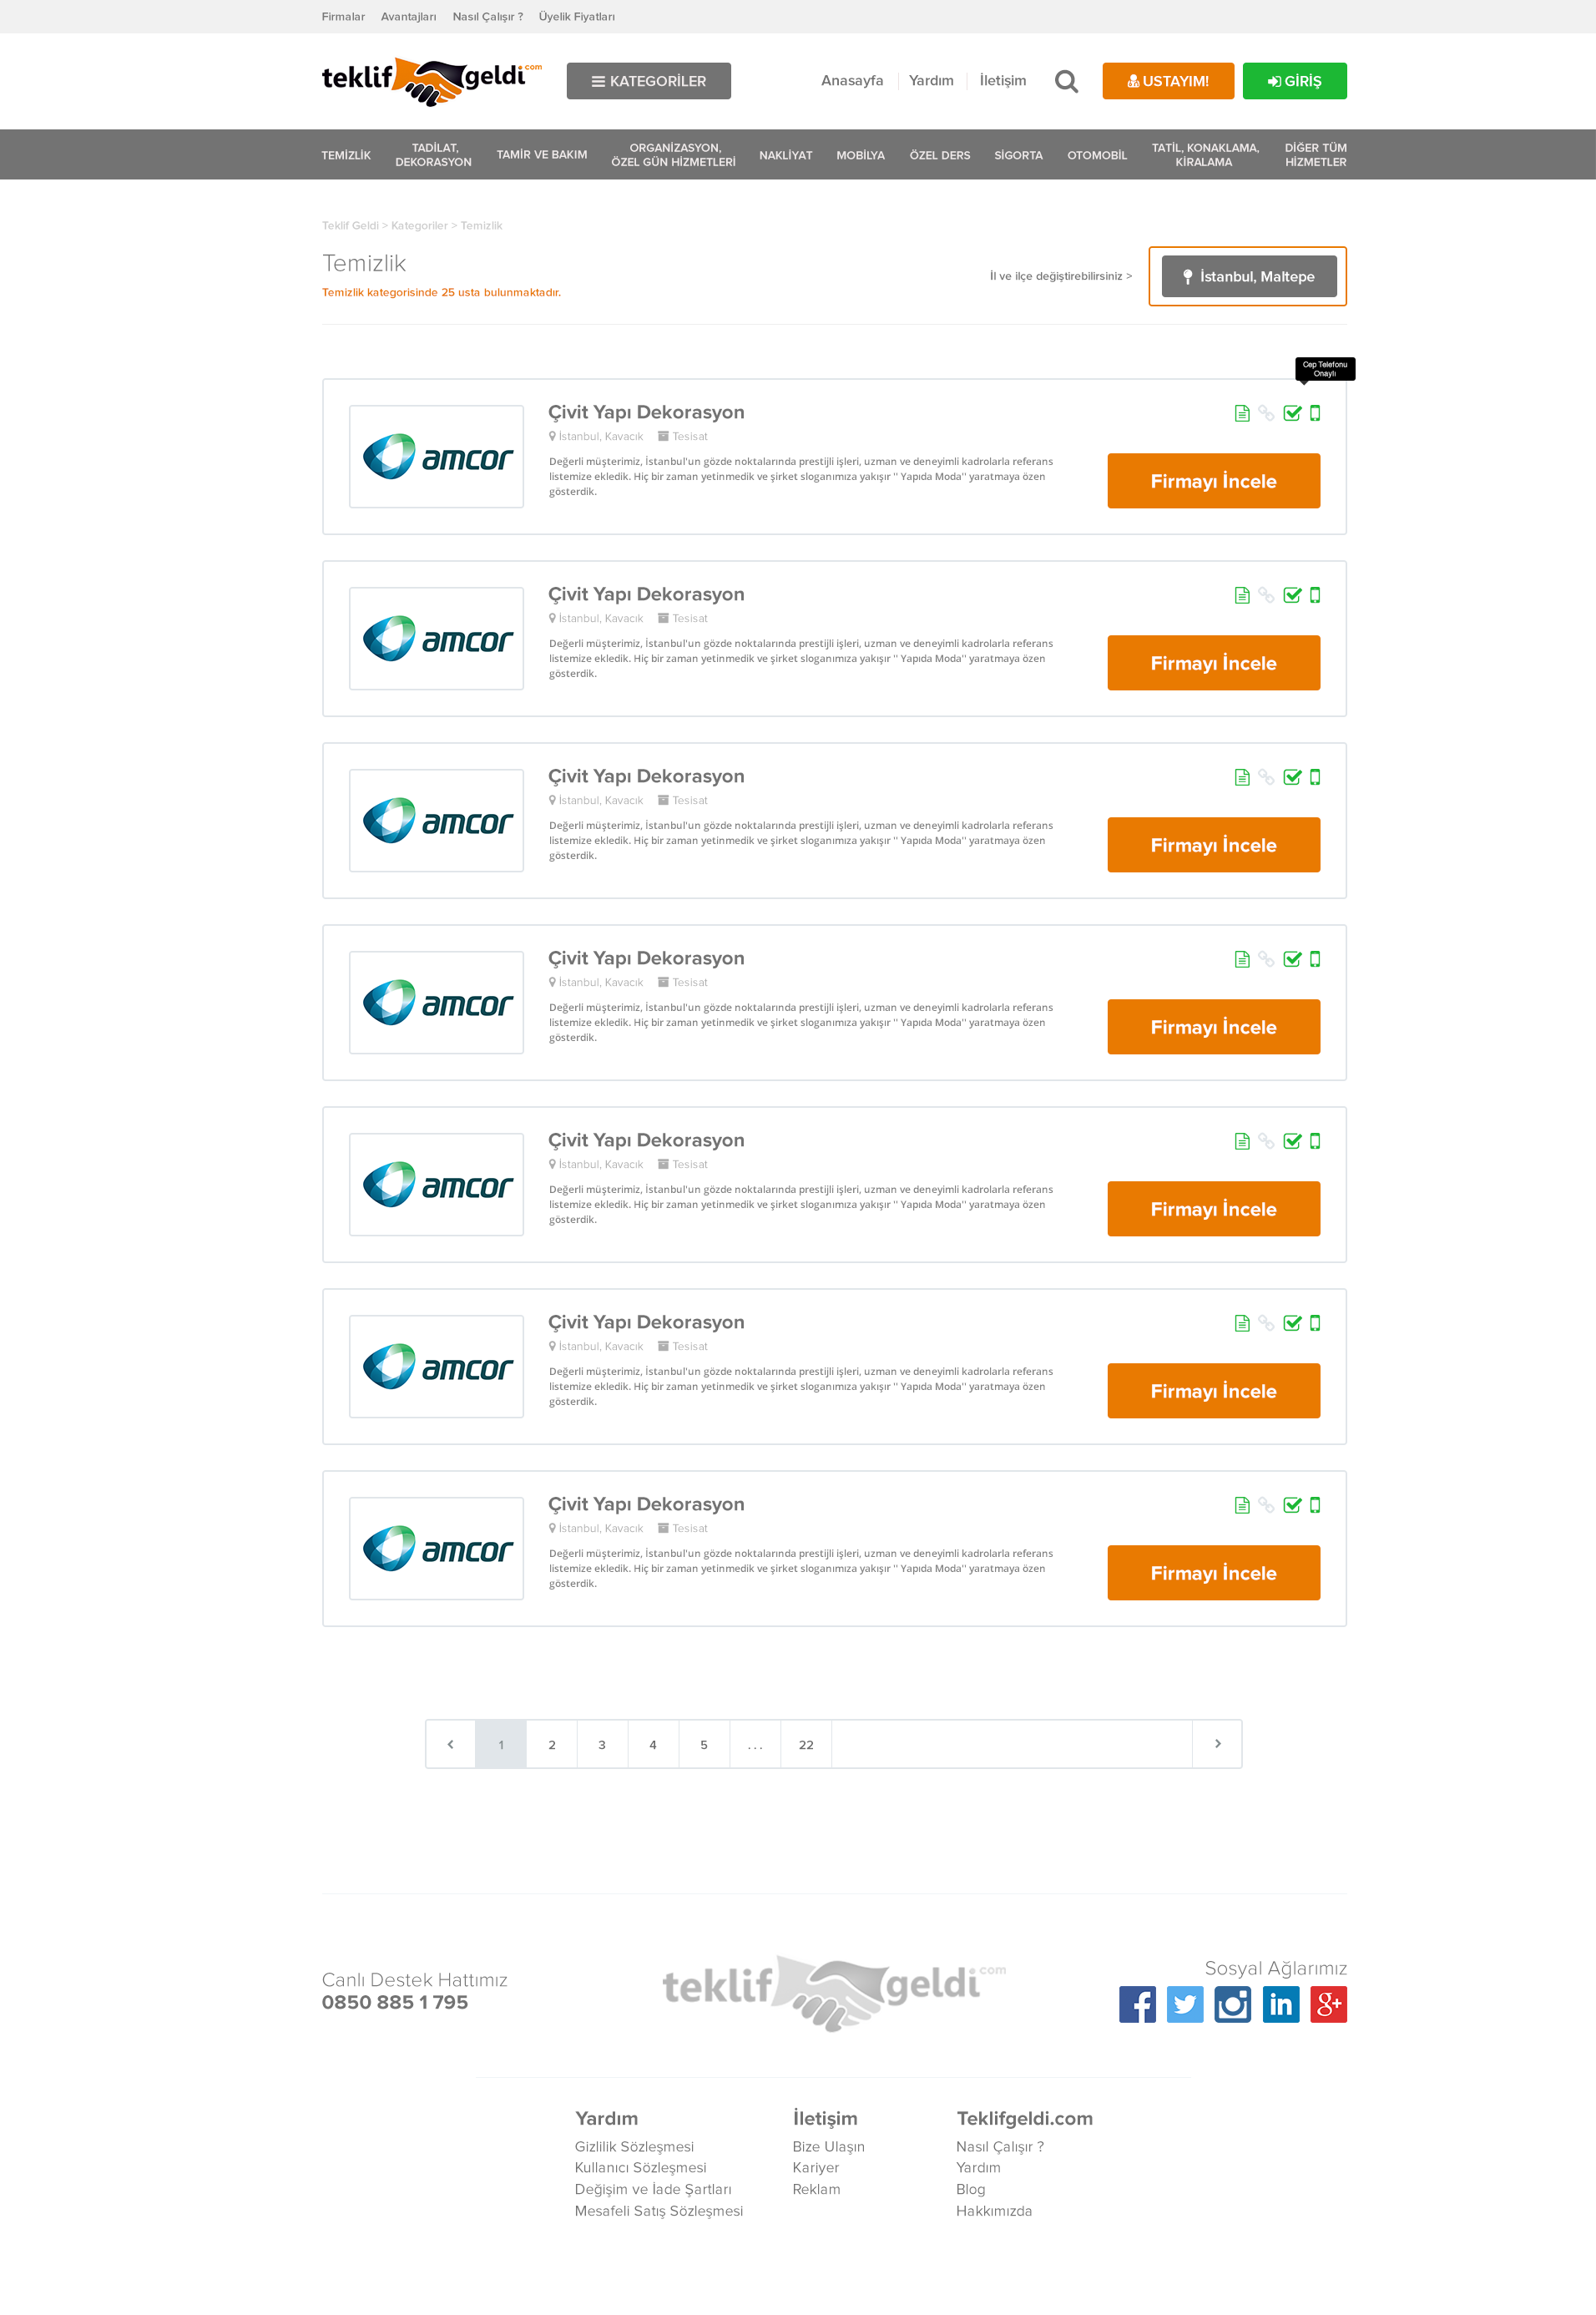 Firmalar Avantajları Nasıl Çalışır ? Üyelik Fiyatları
teklif geldi .com
KATEGORİLER
Anasayfa Yardım İletişim
USTAYIM!
GİRİŞ
TEMİZLİK
TADİLAT,
DEKORASYON
TAMİR VE BAKIM
ORGANİZASYON,
ÖZEL GÜN HİZMETLERİ
NAKLİYAT
MOBİLYA
ÖZEL DERS
SİGORTA
OTOMOBİL
TATİL, KONAKLAMA,
KİRALAMA
DİĞER TÜM
HİZMETLER
Teklif Geldi > Kategoriler > Temizlik
Temizlik
Temizlik kategorisinde 25 usta bulunmaktadır.
İl ve ilçe değiştirebilirsiniz >
İstanbul, Maltepe
Cep Telefonu
Onaylı
amcor
Çivit Yapı Dekorasyon
İstanbul, Kavacık Tesisat
Değerli müşterimiz, İstanbul'un gözde noktalarında prestijli işleri, uzman ve deneyimli kadrolarla referans
listemize ekledik. Hiç bir zaman yetinmedik ve şirket sloganımıza yakışır '' Yapıda Moda'' yaratmaya özen
gösterdik.
Firmayı İncele
amcor
Çivit Yapı Dekorasyon
İstanbul, Kavacık Tesisat
Değerli müşterimiz, İstanbul'un gözde noktalarında prestijli işleri, uzman ve deneyimli kadrolarla referans
listemize ekledik. Hiç bir zaman yetinmedik ve şirket sloganımıza yakışır '' Yapıda Moda'' yaratmaya özen
gösterdik.
Firmayı İncele
amcor
Çivit Yapı Dekorasyon
İstanbul, Kavacık Tesisat
Değerli müşterimiz, İstanbul'un gözde noktalarında prestijli işleri, uzman ve deneyimli kadrolarla referans
listemize ekledik. Hiç bir zaman yetinmedik ve şirket sloganımıza yakışır '' Yapıda Moda'' yaratmaya özen
gösterdik.
Firmayı İncele
amcor
Çivit Yapı Dekorasyon
İstanbul, Kavacık Tesisat
Değerli müşterimiz, İstanbul'un gözde noktalarında prestijli işleri, uzman ve deneyimli kadrolarla referans
listemize ekledik. Hiç bir zaman yetinmedik ve şirket sloganımıza yakışır '' Yapıda Moda'' yaratmaya özen
gösterdik.
Firmayı İncele
amcor
Çivit Yapı Dekorasyon
İstanbul, Kavacık Tesisat
Değerli müşterimiz, İstanbul'un gözde noktalarında prestijli işleri, uzman ve deneyimli kadrolarla referans
listemize ekledik. Hiç bir zaman yetinmedik ve şirket sloganımıza yakışır '' Yapıda Moda'' yaratmaya özen
gösterdik.
Firmayı İncele
amcor
Çivit Yapı Dekorasyon
İstanbul, Kavacık Tesisat
Değerli müşterimiz, İstanbul'un gözde noktalarında prestijli işleri, uzman ve deneyimli kadrolarla referans
listemize ekledik. Hiç bir zaman yetinmedik ve şirket sloganımıza yakışır '' Yapıda Moda'' yaratmaya özen
gösterdik.
Firmayı İncele
amcor
Çivit Yapı Dekorasyon
İstanbul, Kavacık Tesisat
Değerli müşterimiz, İstanbul'un gözde noktalarında prestijli işleri, uzman ve deneyimli kadrolarla referans
listemize ekledik. Hiç bir zaman yetinmedik ve şirket sloganımıza yakışır '' Yapıda Moda'' yaratmaya özen
gösterdik.
Firmayı İncele
1 2 3 4 5 ... 22
Canlı Destek Hattımız
0850 885 1 795
teklif geldi .com
Sosyal Ağlarımız
Yardım
Gizlilik Sözleşmesi
Kullanıcı Sözleşmesi
Değişim ve İade Şartları
Mesafeli Satış Sözleşmesi
İletişim
Bize Ulaşın
Kariyer
Reklam
Teklifgeldi.com
Nasıl Çalışır ?
Yardım
Blog
Hakkımızda